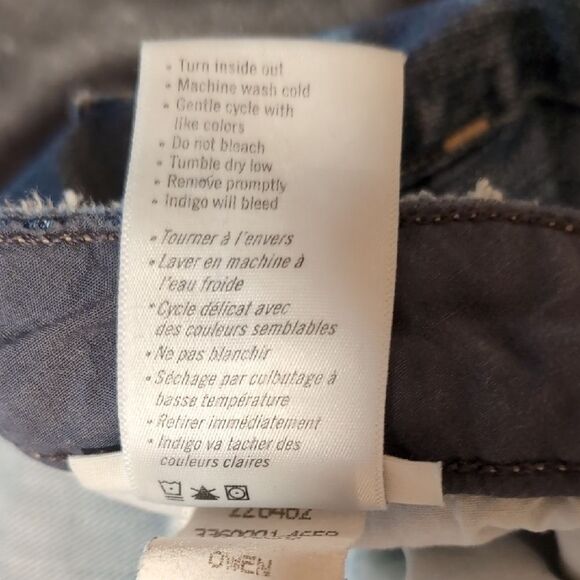 • Turn inside out
• Machine wash cold
• Gentle cycle with
like colors
• Do not bleach
• Tumble dry low
• Remove promptly
• Indigo will bleed
• Tourner à l'envers
• Laver en machine à
l'eau froide
• Cycle délicat avec
des couleurs semblables
• Ne pas blanchir
• Séchage par culbutage à
basse température
• Retirer immédiatement
• Indigo va tacher des
couleurs claires